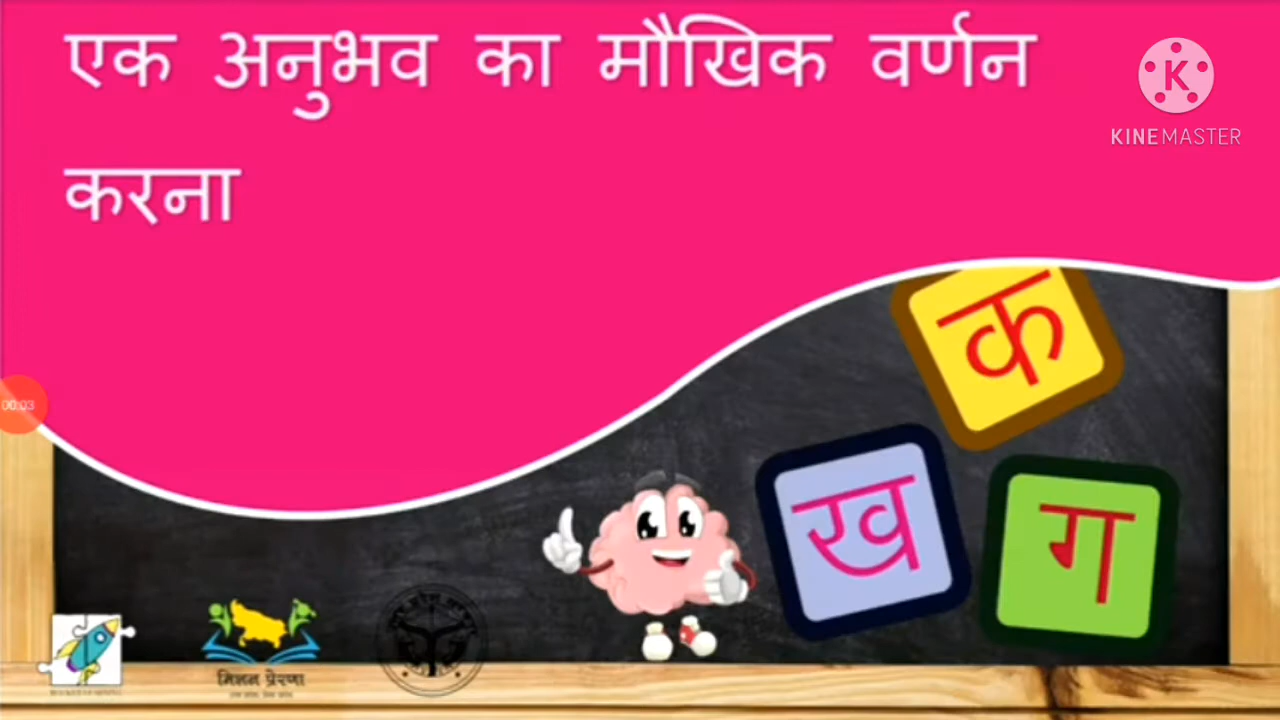 एक अनुभव का मौखिक वर्णन
करना
KINEMASTER
K
क
00:03
ख
ग
मिशन प्रेरणा